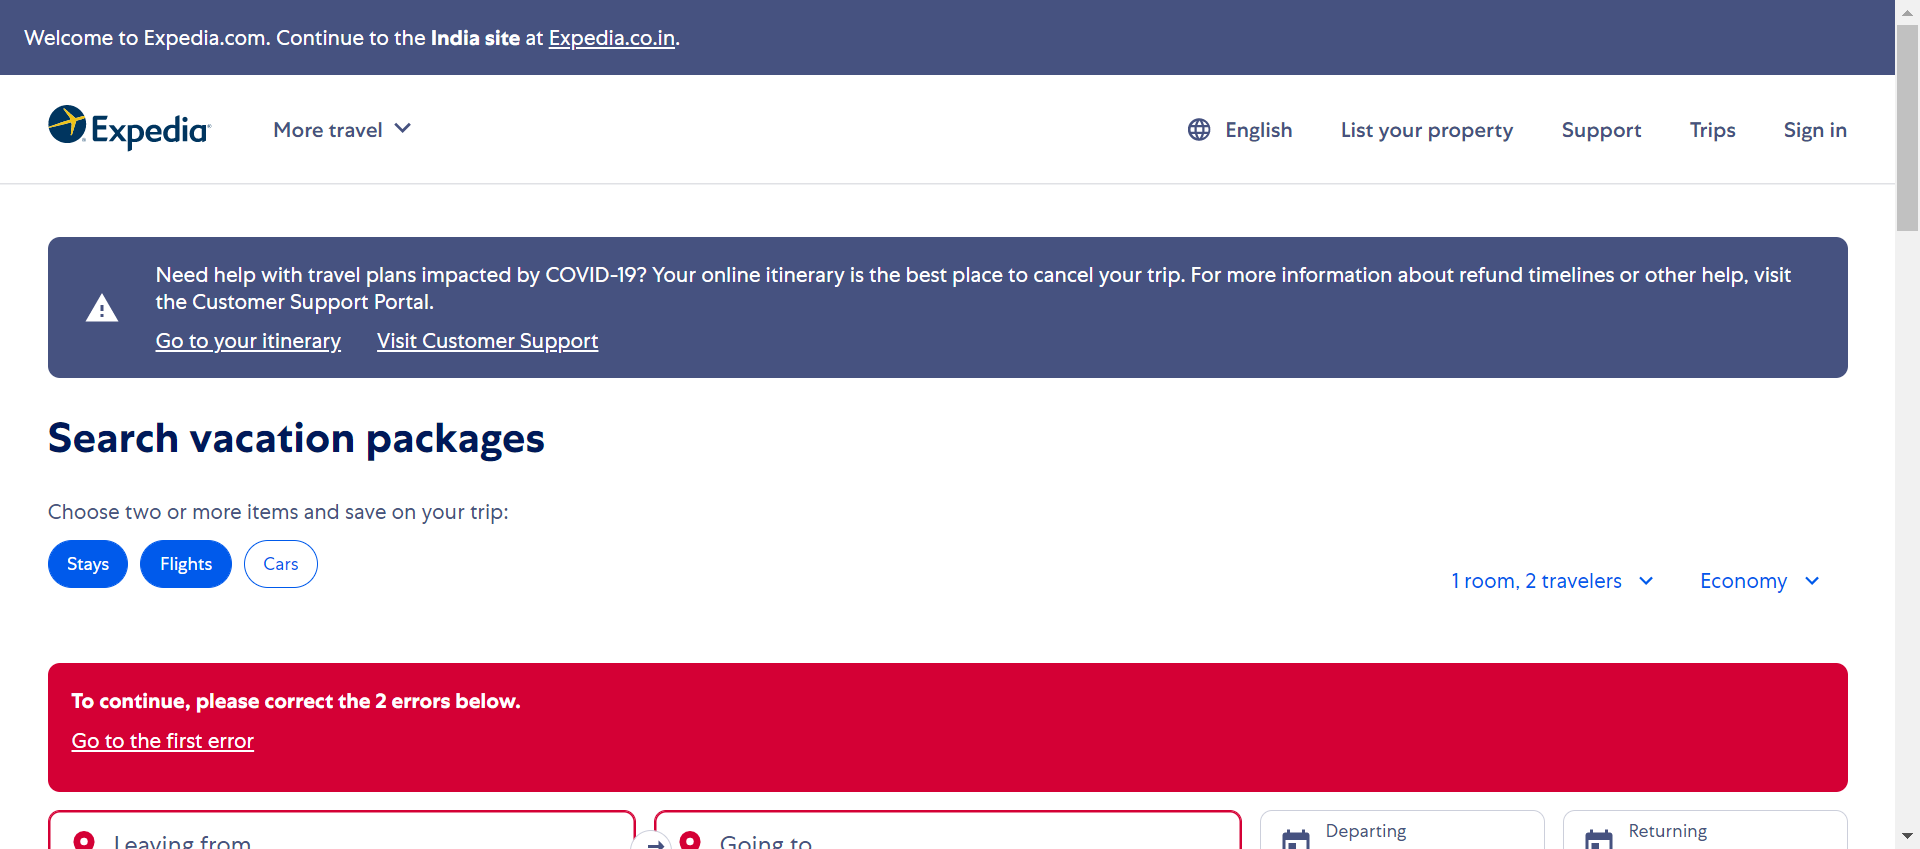 Welcome to Expedia.com. Continue to the India site at Expedia.co.in.
Expedia
More travel
English
List your property
Support
Trips
Sign in
Need help with travel plans impacted by COVID-19? Your online itinerary is the best place to cancel your trip. For more information about refund timelines or other help, visit
the Customer Support Portal.
Go to your itinerary
Visit Customer Support
Search vacation packages
Choose two or more items and save on your trip:
Stays
Flights
Cars
1 room, 2 travelers
Economy
To continue, please correct the 2 errors below.
Go to the first error
Leaving from
Going to
Departing
Returning